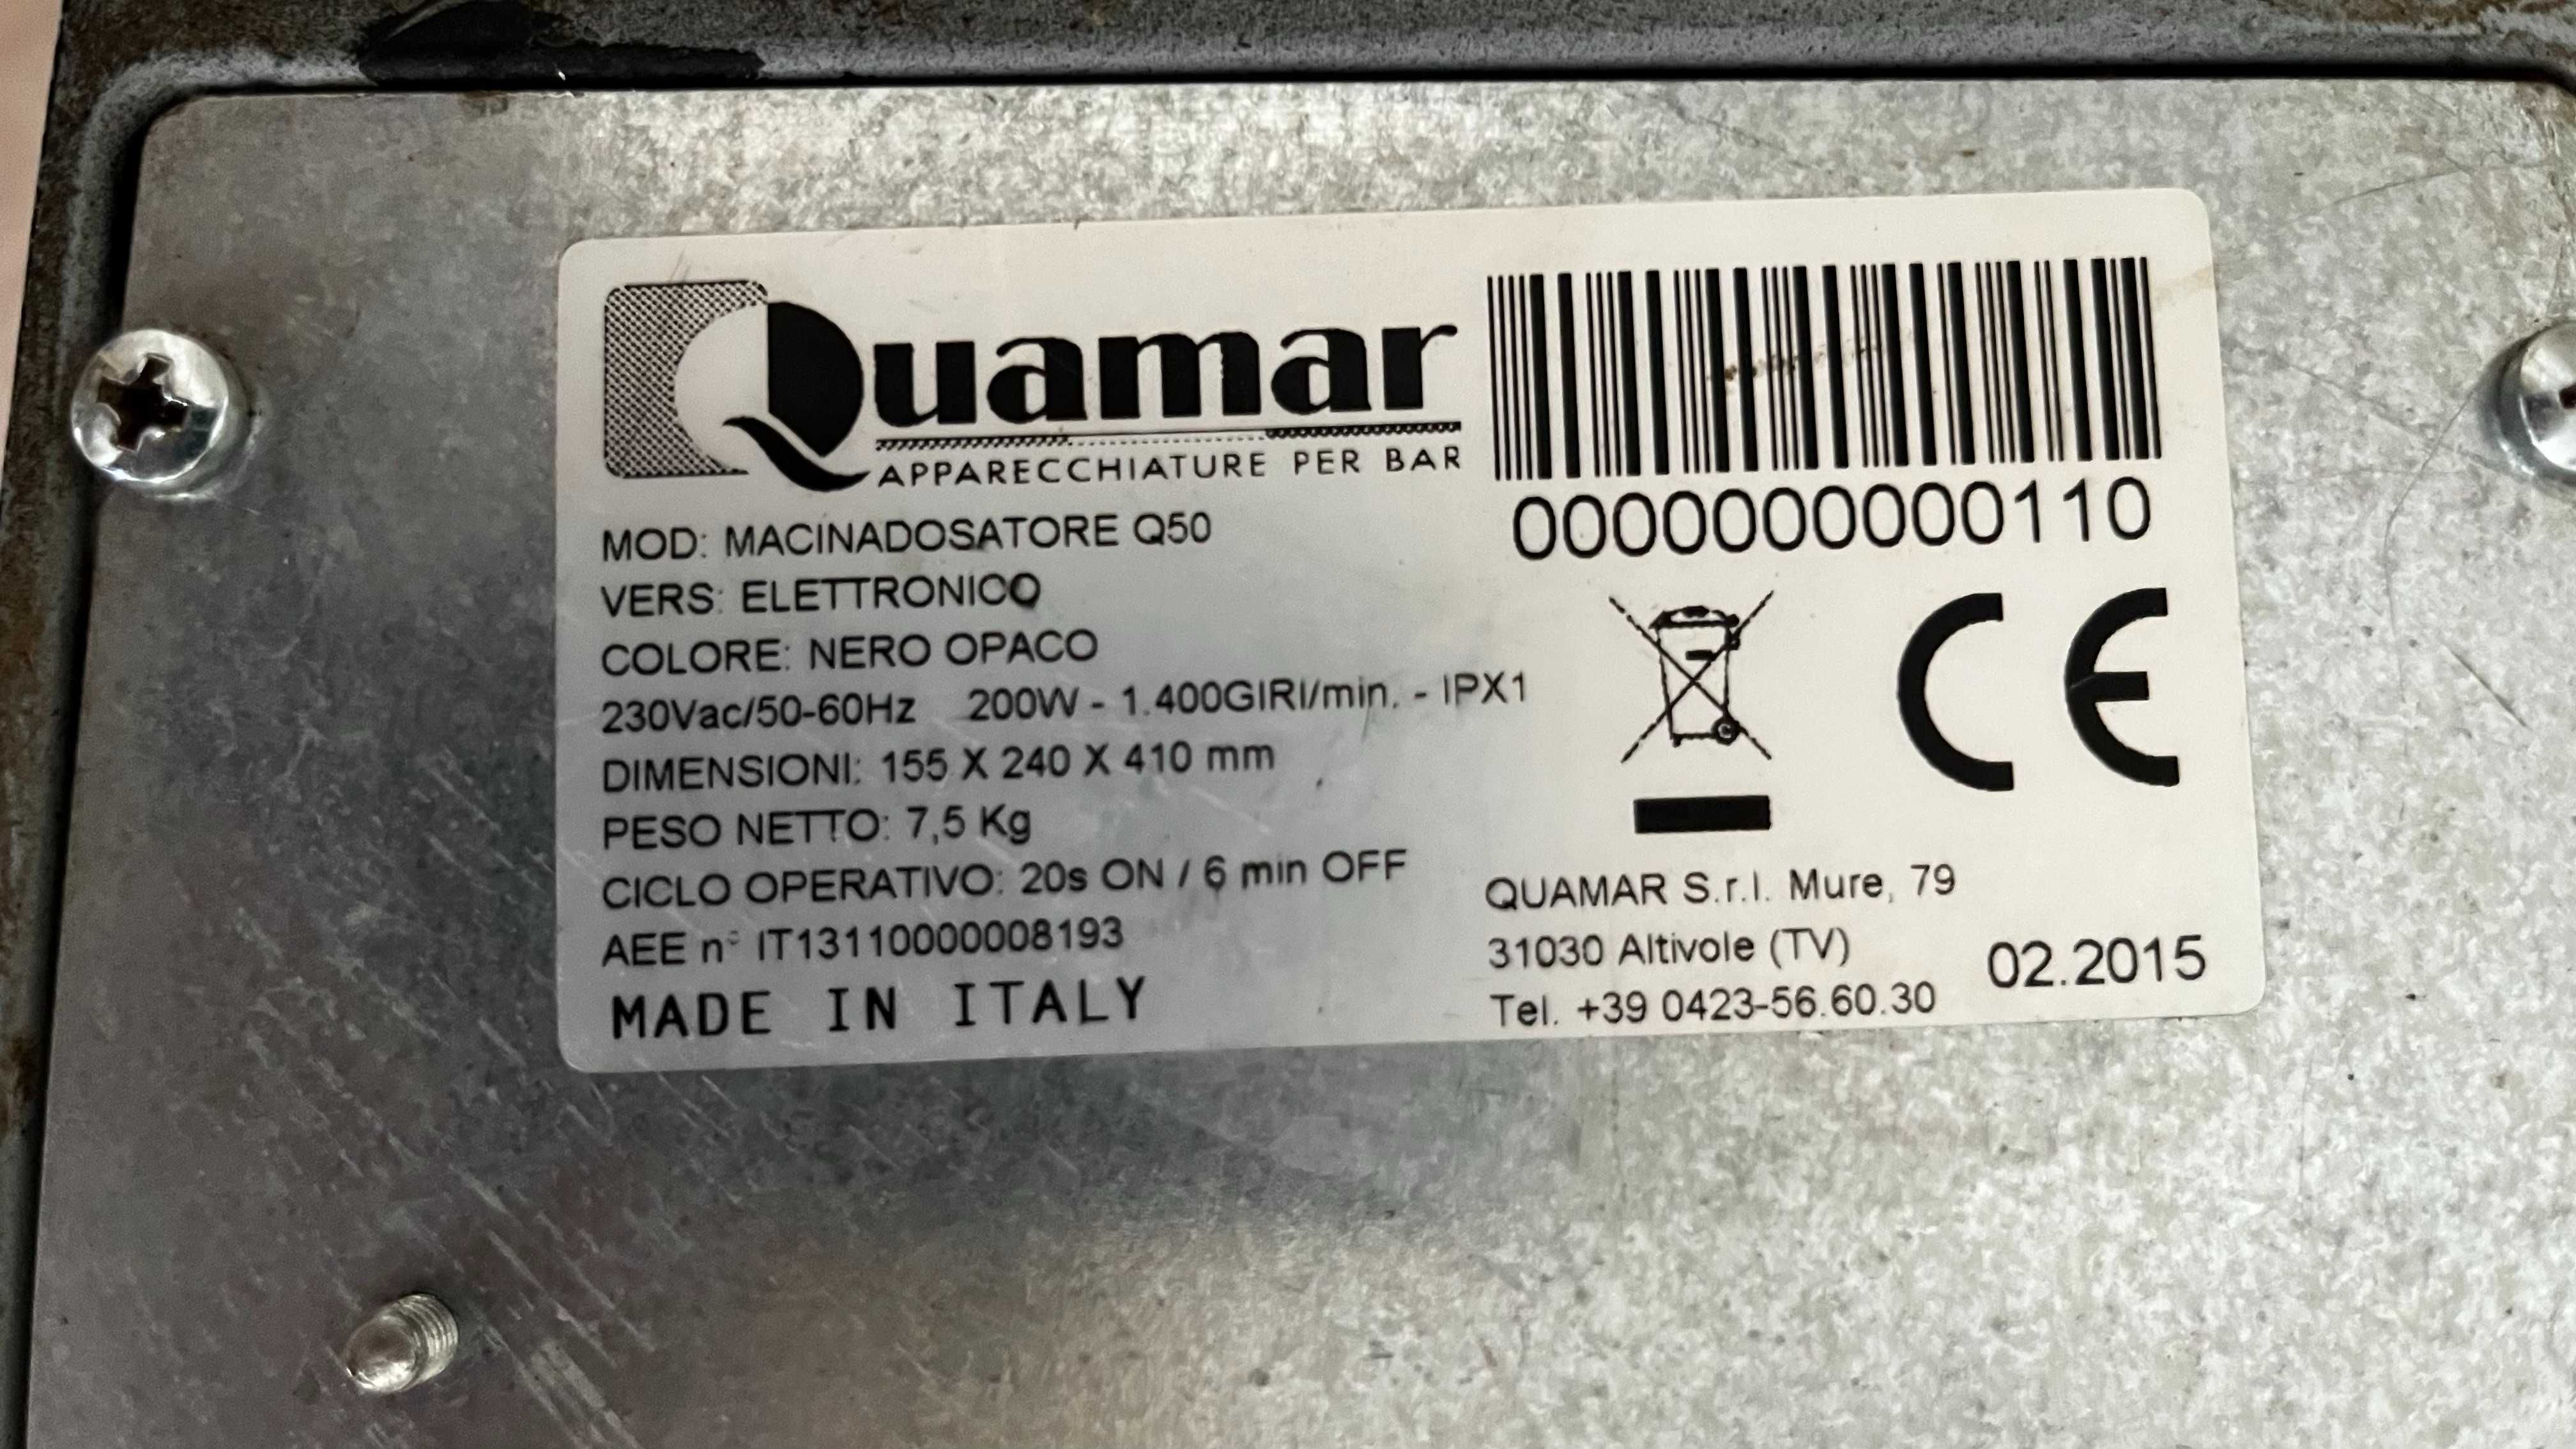 Quamar
APPARECCHIATURE PER BAR
0000000000110
MOD: MACINADOSATORE Q50
VERS: ELETTRONICO
COLORE: NERO OPACO
230Vac/50-60Hz 200W - 1.400GIRI/min. - IPX1
DIMENSIONI: 155 X 240 X 410 mm
PESO NETTO: 7,5 Kg
CICLO OPERATIVO: 20s ON / 6 min OFF
AEE n° IT13110000008193
MADE IN ITALY
CE
QUAMAR S.r.l. Mure, 79
31030 Altivole (TV)
Tel. +39 0423-56.60.30
02.2015